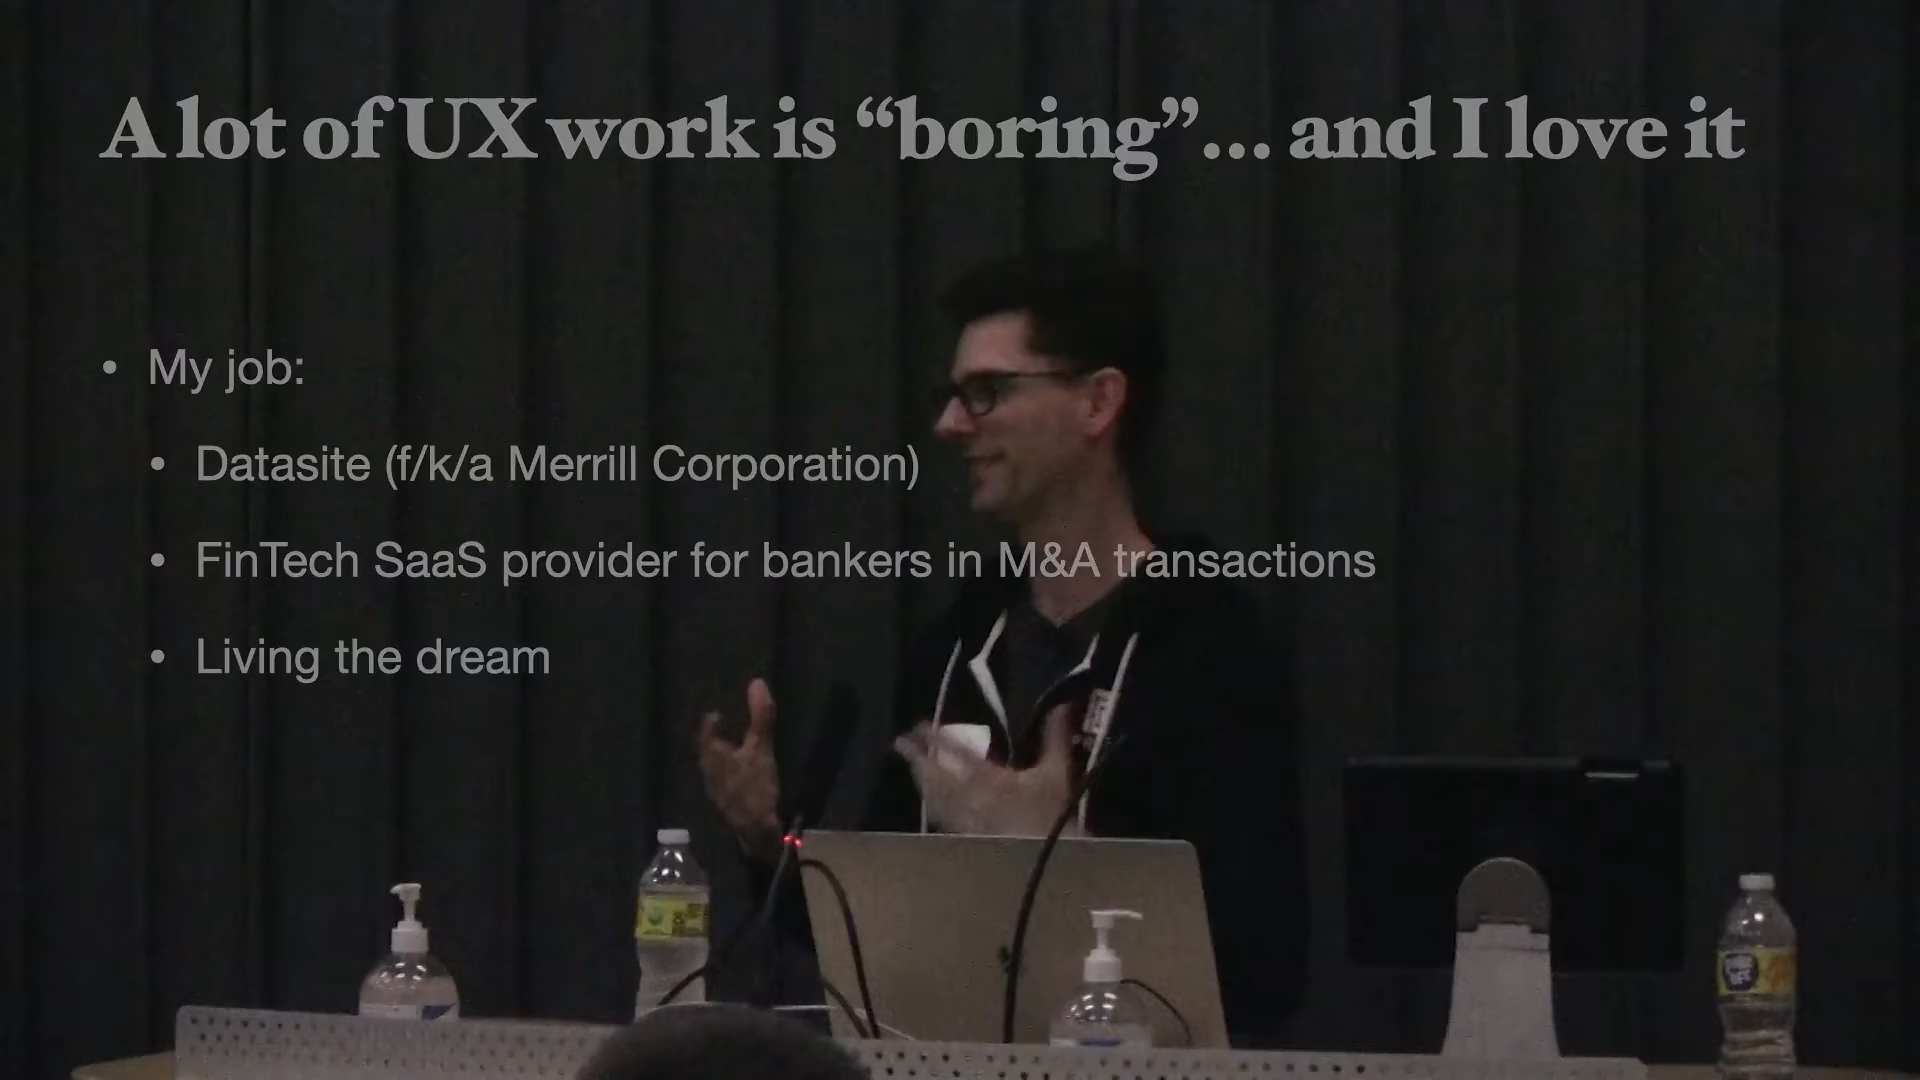 A lot of UX work is “boring”… and I love it
• My job:
• Datasite (f/k/a Merrill Corporation)
• FinTech SaaS provider for bankers in M&A transactions
• Living the dream